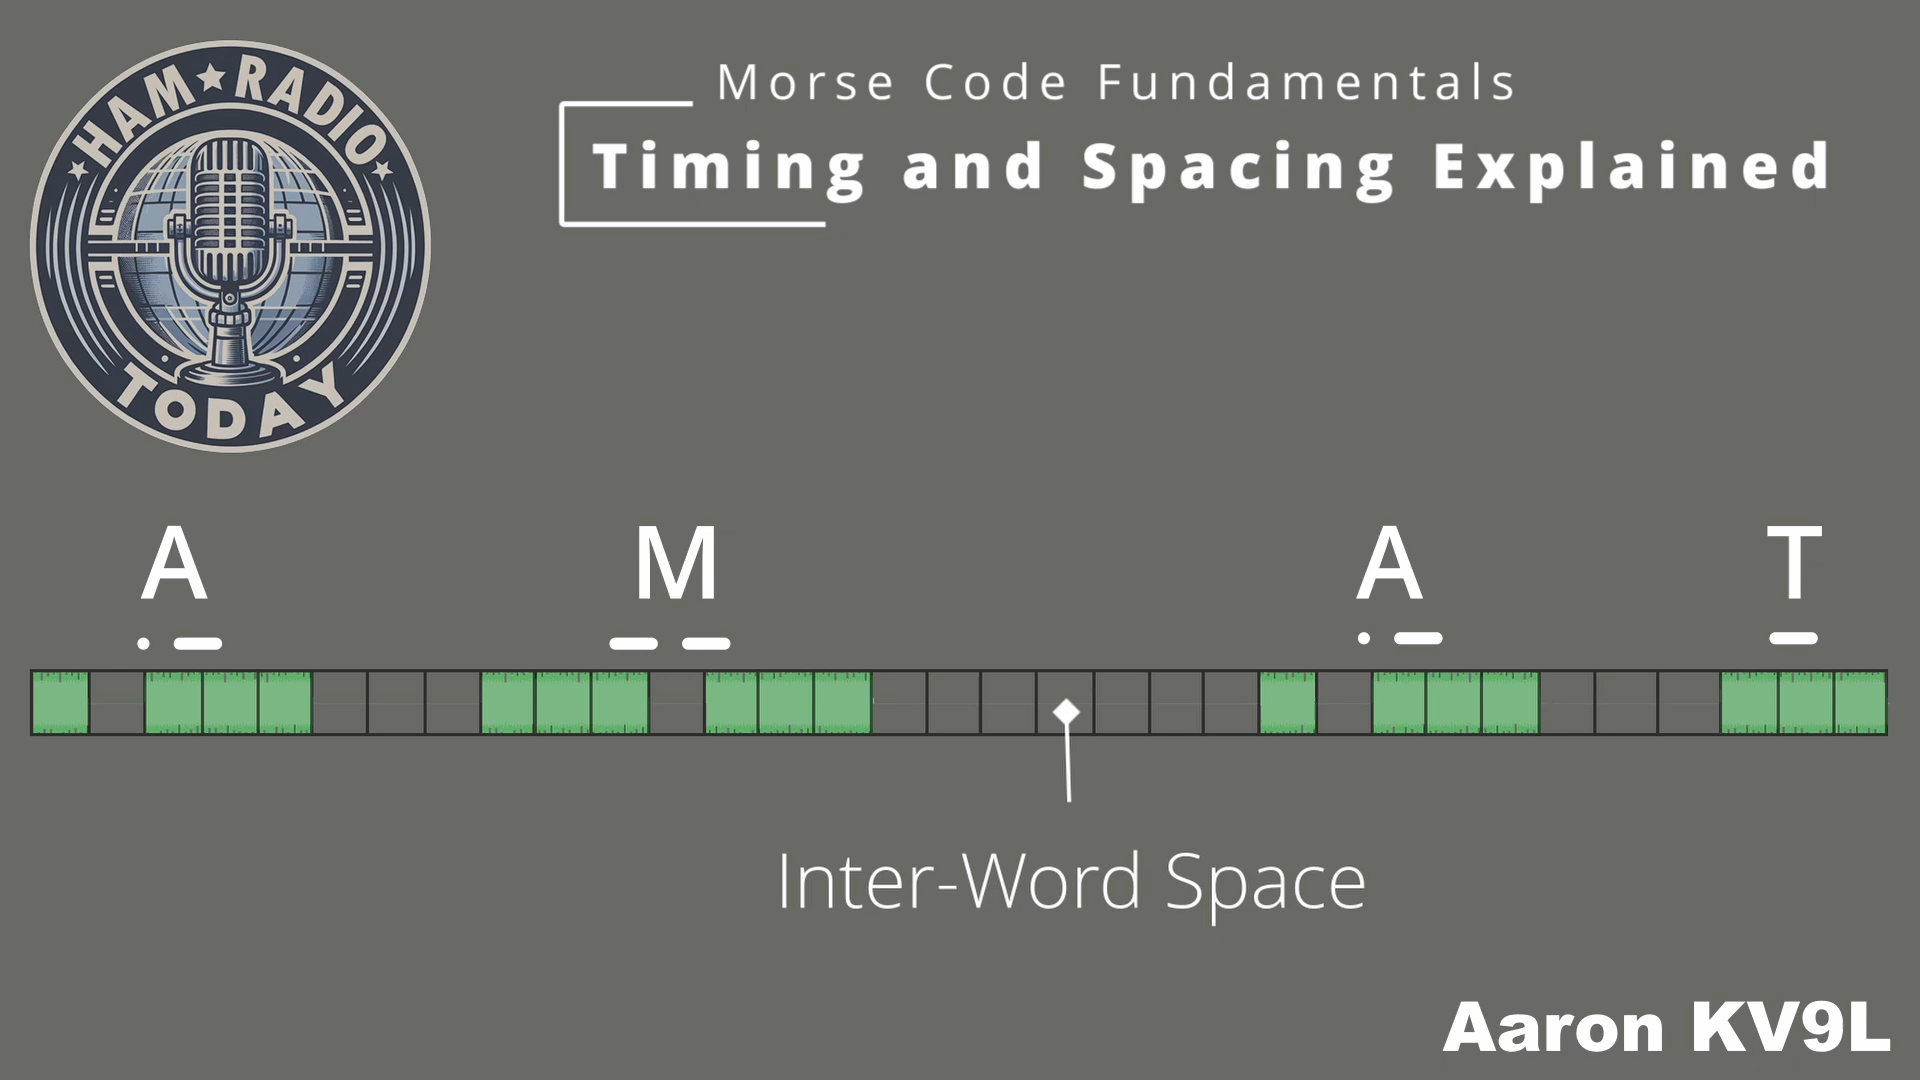 HAM★RADIO
TODAY
Morse Code Fundamentals
Timing and Spacing Explained
A M A T
Inter-Word Space
Aaron KV9L